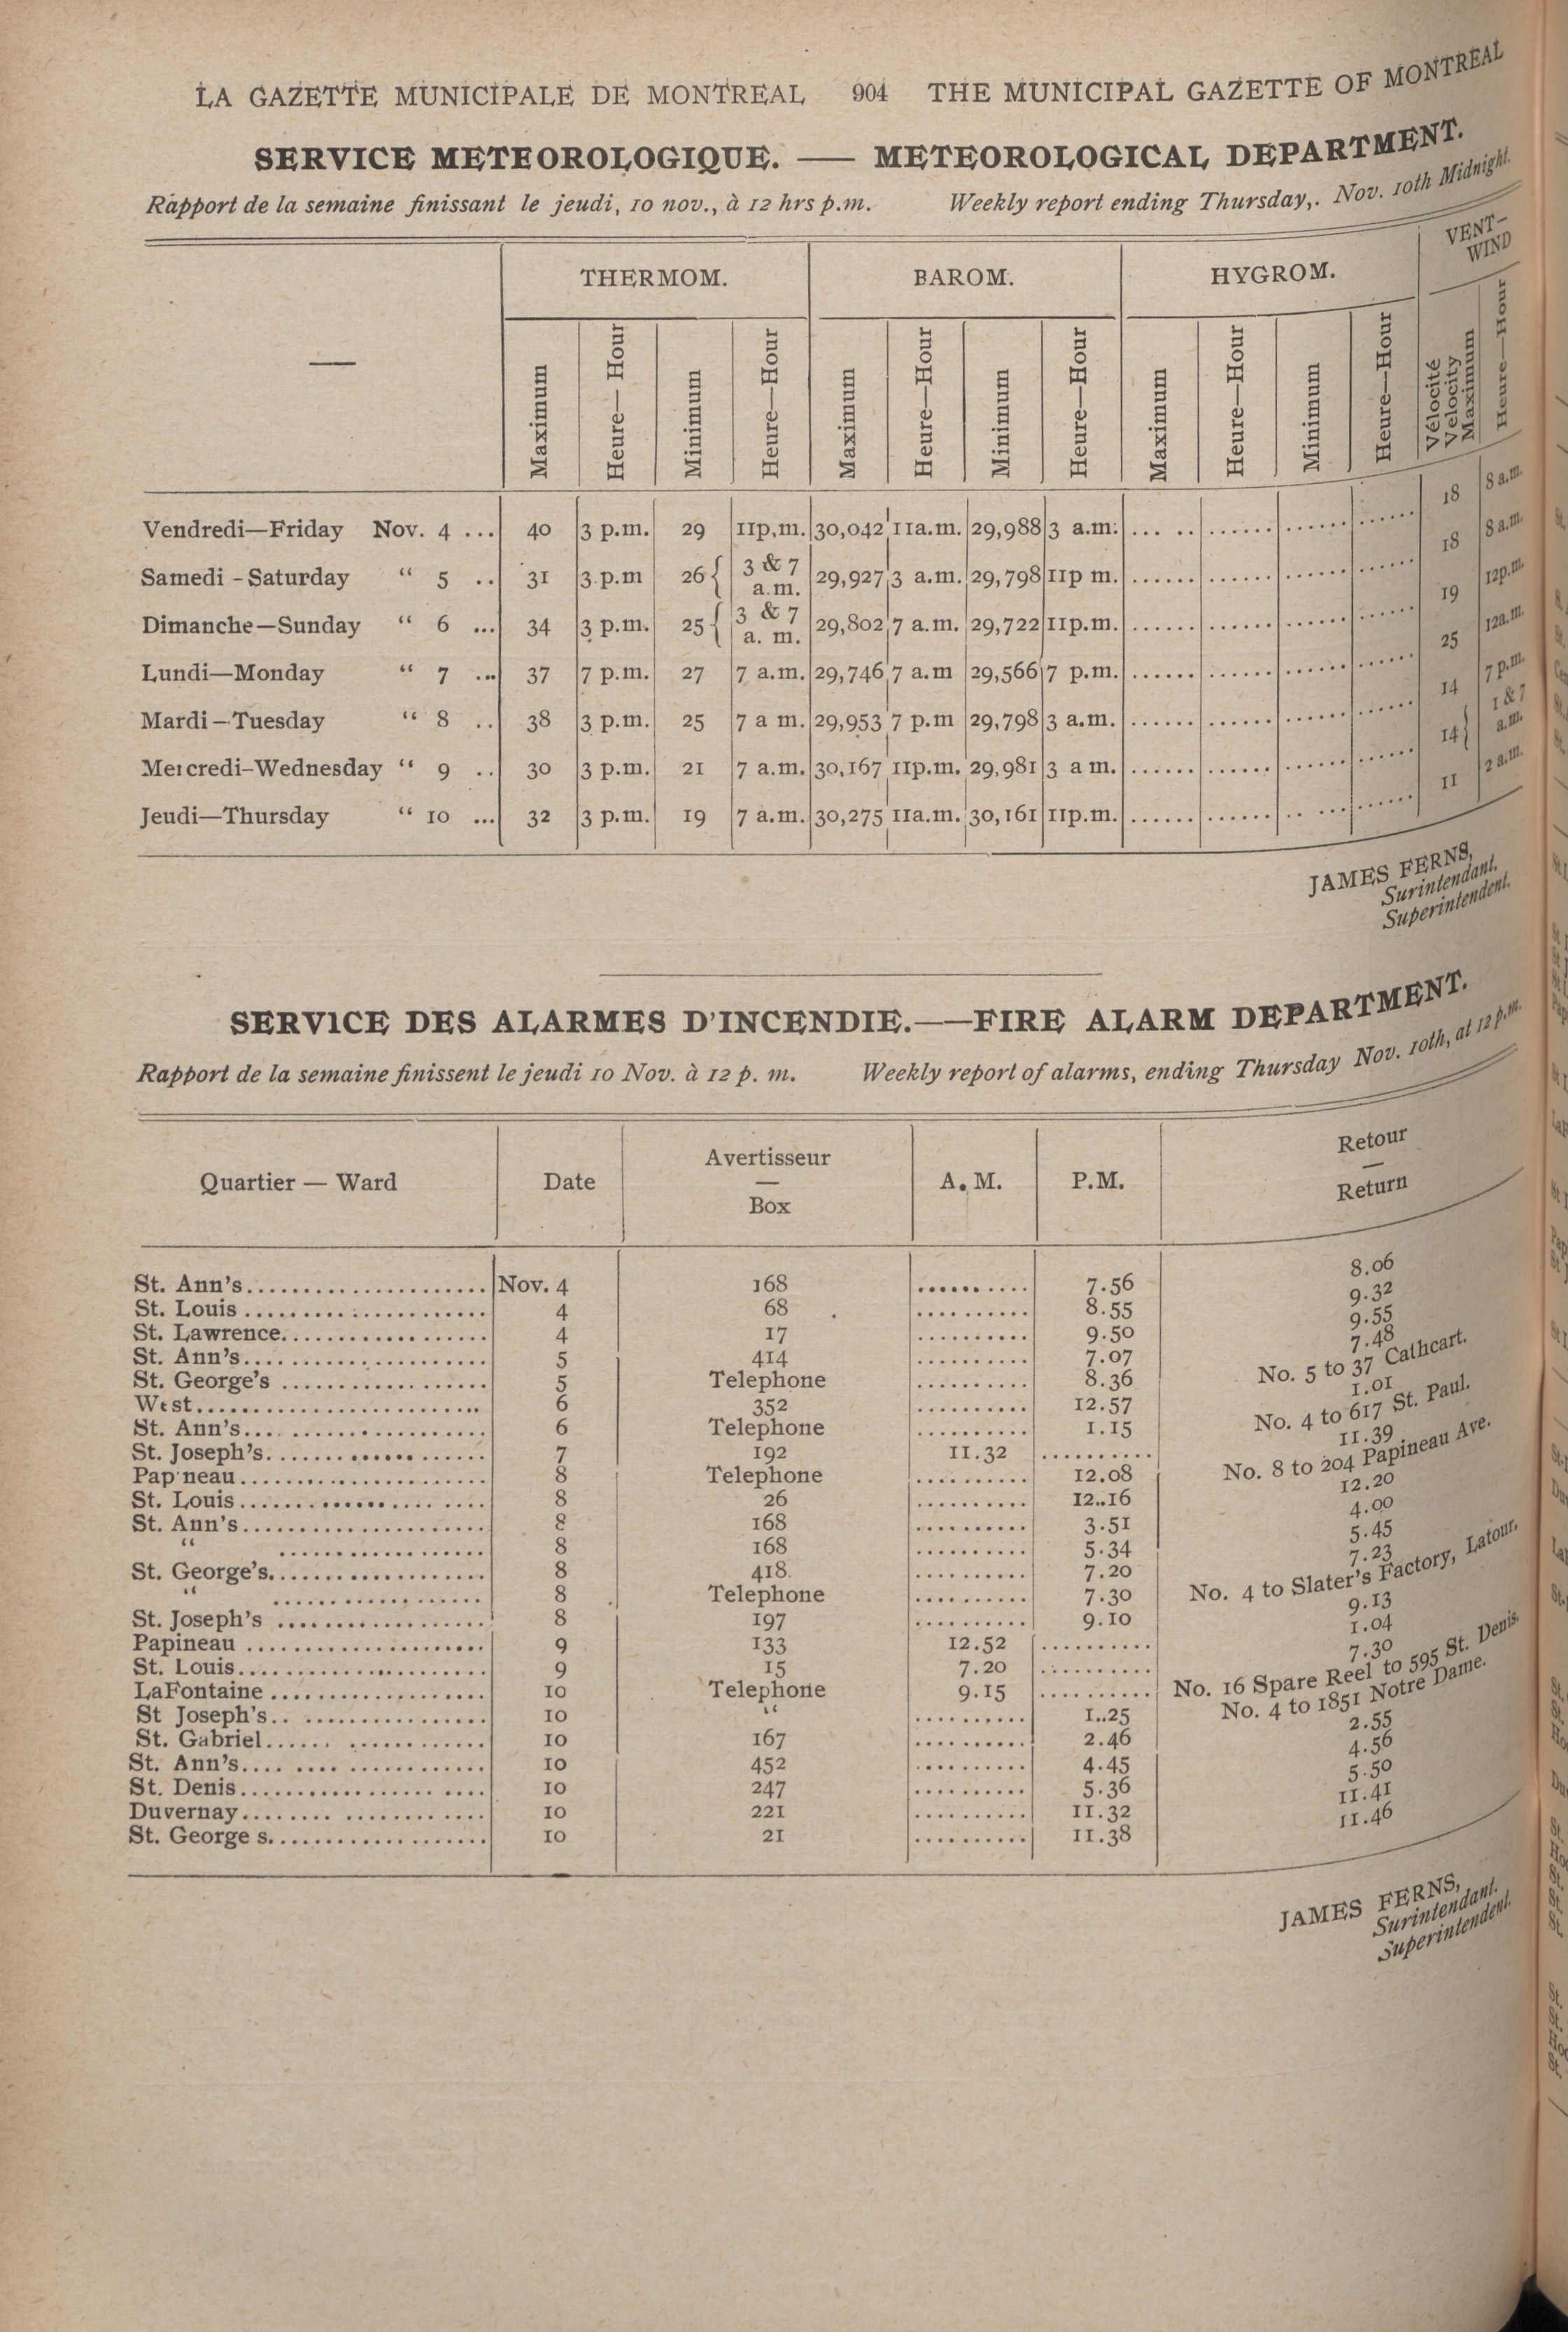 LA GAZETTE MUNICIPALE DE MONTREAL 904 THE MUNICIPAL GAZETTE OF MONTREAL
SERVICE METEOROLOGIQUE. — METEOROLOGICAL DEPARTMENT.
Rapport de la semaine finissant le jeudi, 10 nov., à 12 hrs p.m. Weekly report ending Thursday,. Nov. 10th Midnight.
THERMOM. BAROM. HYGROM. VENT-WIND
Maximum Heure—Hour Minimum Heure—Hour Maximum Heure—Hour Minimum Heure—Hour Maximum Heure—Hour Minimum Heure—Hour Vélocité Velocity Maximum Heure—Hour
Vendredi—Friday Nov. 4 ... 40 3 p.m. 29 11p.m. 30,042 11a.m. 29,988 3 a.m. ... .. ...... ...... ...... 18 8 a.m.
Samedi - Saturday “ 5 .. 31 3 p.m 26 { 3 & 7 a.m. 29,927 3 a.m. 29,798 11p m. ...... ...... ...... ...... 18 8 a.m.
Dimanche—Sunday “ 6 ... 34 3 p.m. 25 { 3 & 7 a. m. 29,802 7 a.m. 29,722 11p.m. ...... ...... ...... ...... 19 12p.m.
Lundi—Monday “ 7 ... 37 7 p.m. 27 7 a.m. 29,746 7 a.m 29,566 7 p.m. ...... ...... ...... ...... 25 12a.m.
Mardi—Tuesday “ 8 .. 38 3 p.m. 25 7 a m. 29,953 7 p.m 29,798 3 a.m. ...... ...... ...... ...... 14 7 p.m.
Mercredi-Wednesday “ 9 .. 30 3 p.m. 21 7 a.m. 30,167 11p.m. 29,981 3 a m. ...... ...... ...... ...... 14 } 1 & 7 a.m.
Jeudi—Thursday “ 10 ... 32 3 p.m. 19 7 a.m. 30,275 11a.m. 30,161 11p.m. ...... ...... .. ... ...... 11 2 a.m.
JAMES FERNS,
Surintendant.
Superintendent.
SERVICE DES ALARMES D'INCENDIE.——FIRE ALARM DEPARTMENT.
Rapport de la semaine finissent le jeudi 10 Nov. à 12 p. m. Weekly report of alarms, ending Thursday Nov. 10th, at 12 p.m.
Quartier — Ward Date Avertisseur — Box A. M. P.M. Retour — Return
St. Ann's...................... Nov. 4 168 .......... 7.56 8.06
St. Louis ...................... 4 68 .......... 8.55 9.32
St. Lawrence................... 4 17 .......... 9.50 9.55
St. Ann's...................... 5 414 .......... 7.07 7.48
St. George's ................... 5 Telephone .......... 8.36 No. 5 to 37 Cathcart.
West.......................... 6 352 .......... 12.57 1.01
St. Ann's...................... 6 Telephone .......... 1.15 No. 4 to 617 St. Paul.
St. Joseph's.................... 7 192 11.32 .......... 11.39
Pap neau...................... 8 Telephone .......... 12.08 No. 8 to 204 Papineau Ave.
St. Louis...................... 8 26 .......... 12..16 12.20
St. Ann's...................... 8 168 .......... 3.51 4.00
“ ................... 8 168 .......... 5.34 5.45
St. George's.................... 8 418. .......... 7.20 7.23
“ ................... 8 Telephone .......... 7.30 No. 4 to Slater's Factory, Latour.
St. Joseph's ................... 8 197 .......... 9.10 9.13
Papineau ...................... 9 133 12.52 .......... 1.04
St. Louis...................... 9 15 7.20 .......... 7.30
LaFontaine .................... 10 Telephone 9.15 .......... No. 16 Spare Reel to 595 St. Denis.
St Joseph's.. ................ 10 “ .......... 1..25 No. 4 to 1851 Notre Dame.
St. Gabriel...... ............ 10 167 .......... 2.46 2.55
St. Ann's.... .... ............ 10 452 .......... 4.45 4.56
St. Denis................. .... 10 247 .......... 5.36 5.50
Duvernay........ ............ 10 221 .......... 11.32 11.41
St. George s.................... 10 21 .......... 11.38 11.46
JAMES FERNS,
Surintendant.
Superintendent.